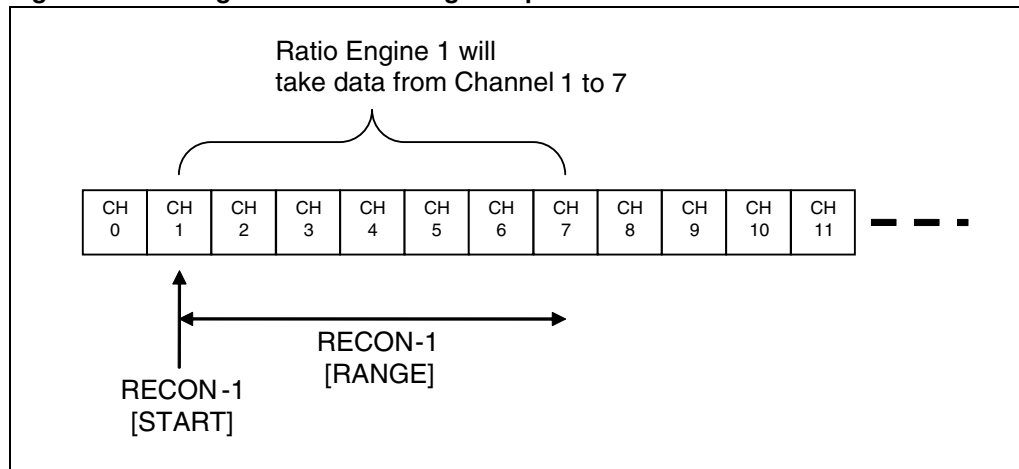 Ratio Engine 1 will
take data from Channel 1 to 7
CH 0 CH 1 CH 2 CH 3 CH 4 CH 5 CH 6 CH 7 CH 8 CH 9 CH 10 CH 11
RECON-1
[RANGE]
RECON-1
[START]